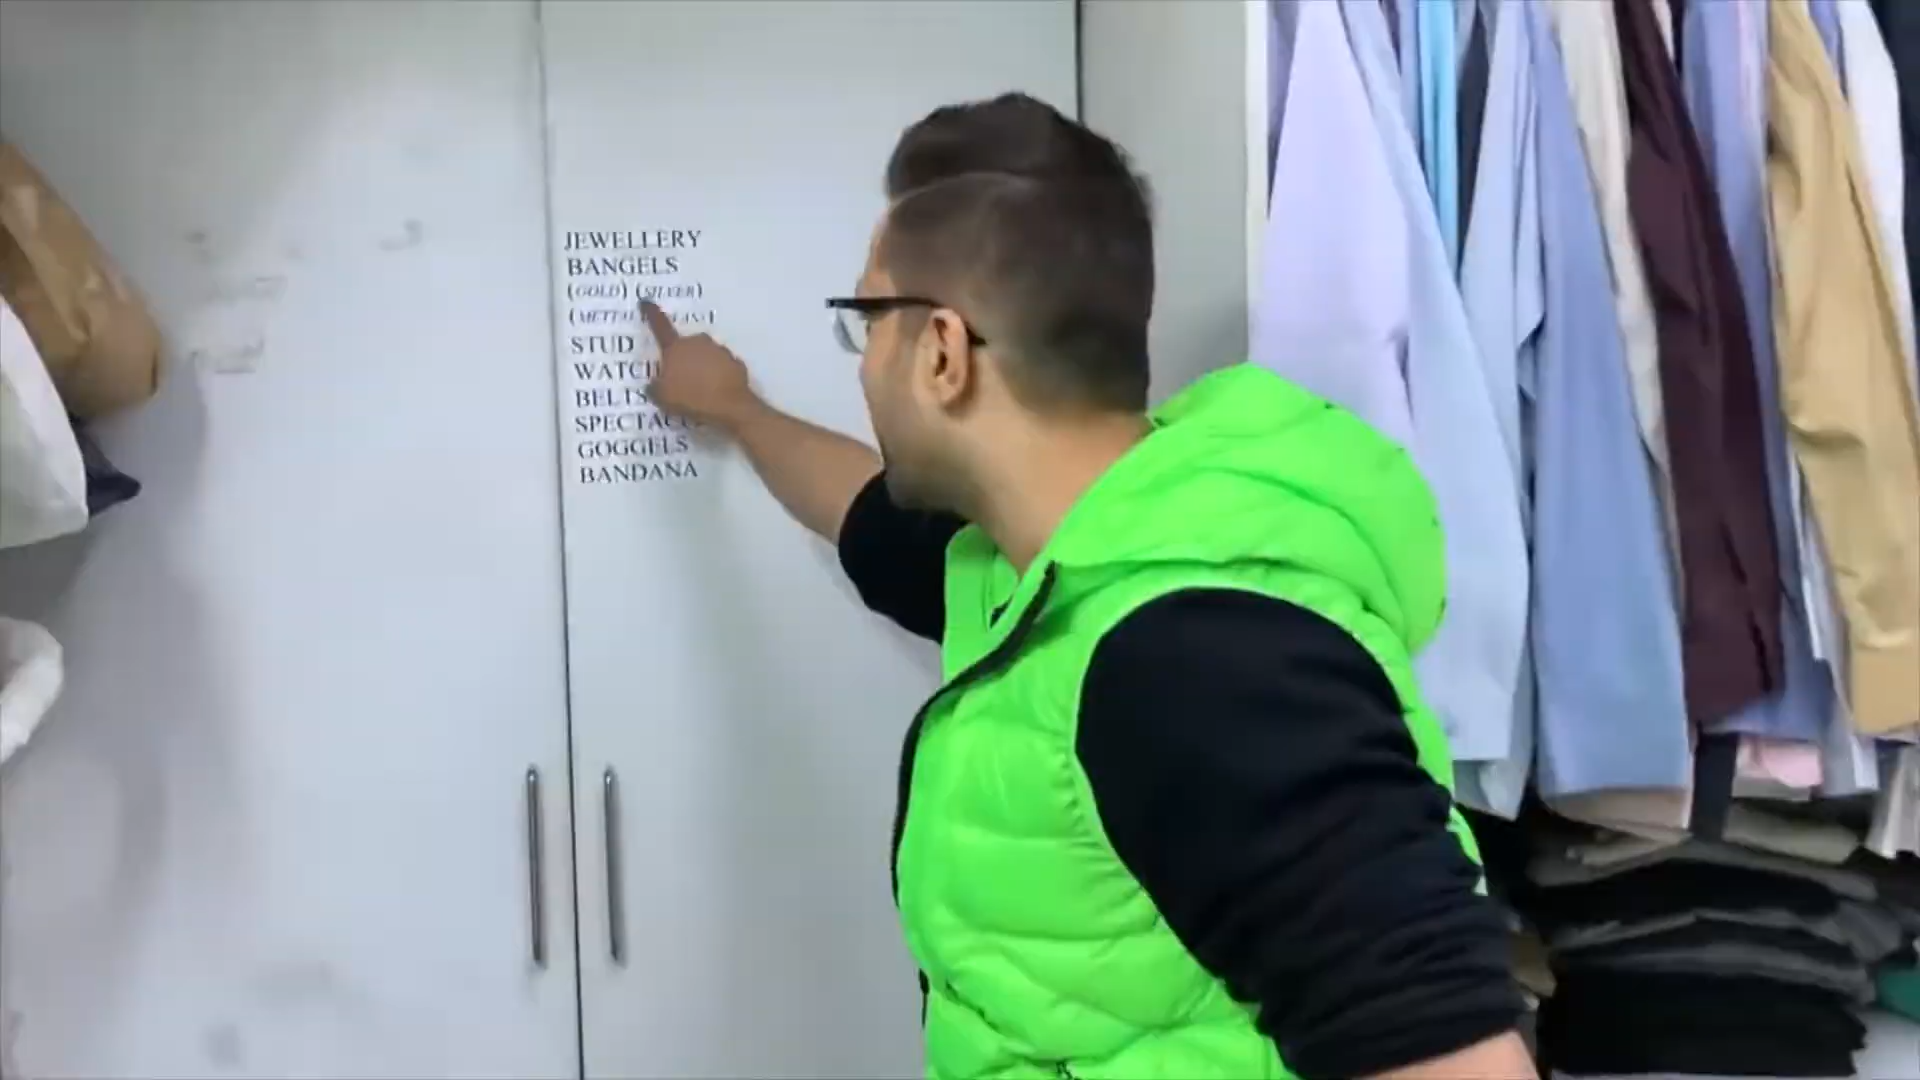 JEWELLERY
BANGELS
(GOLD) (SILVER)
STUD
BELTS
GOGGELS
BANDANA